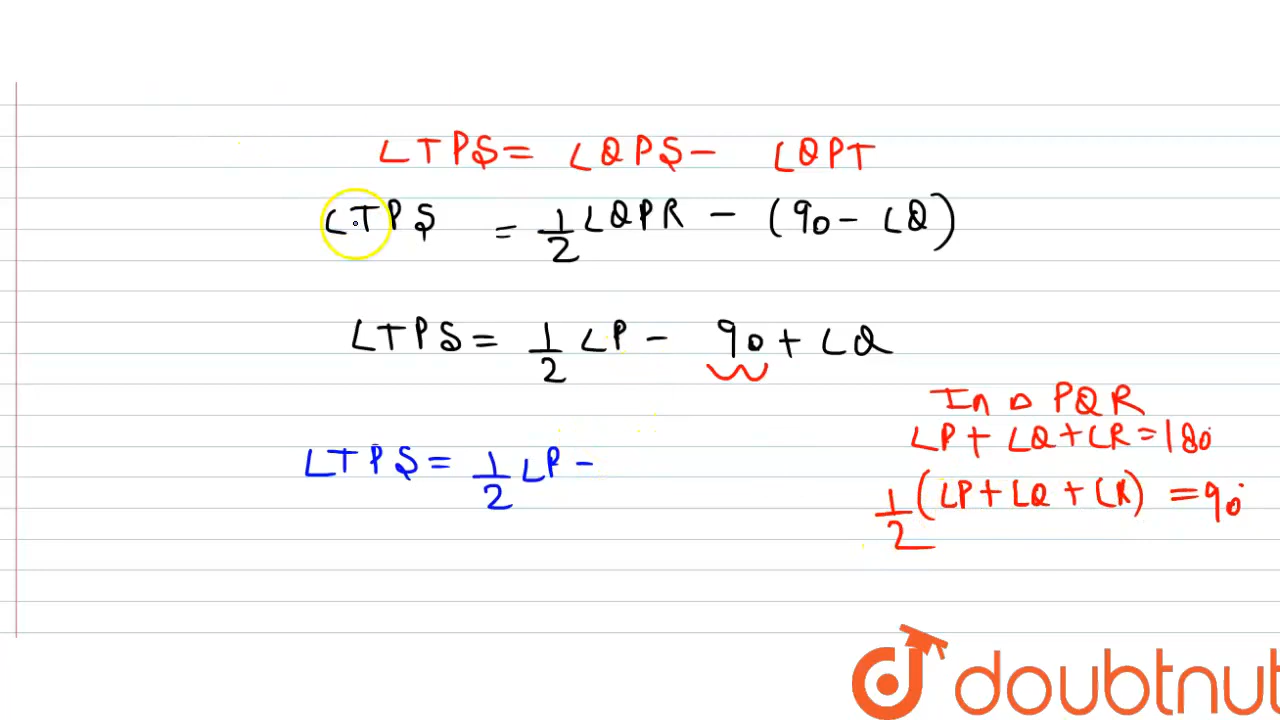 ∠TPS = ∠QPS - ∠QPT
∠TPS = 1/2 ∠QPR - (90 - ∠Q)
∠TPS = 1/2 ∠P - 90 + ∠Q
In △ PQR
∠P + ∠Q + ∠R = 180°
1/2 (∠P + ∠Q + ∠R) = 90°
∠TPS = 1/2 ∠P -
doubtnut